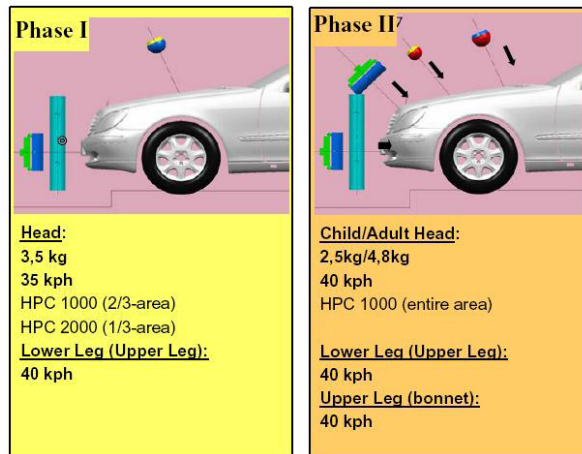 Phase I
Head:
3,5 kg
35 kph
HPC 1000 (2/3-area)
HPC 2000 (1/3-area)
Lower Leg (Upper Leg):
40 kph
Phase II
7
Child/Adult Head:
2,5kg/4,8kg
40 kph
HPC 1000 (entire area)
Lower Leg (Upper Leg):
40 kph
Upper Leg (bonnet):
40 kph